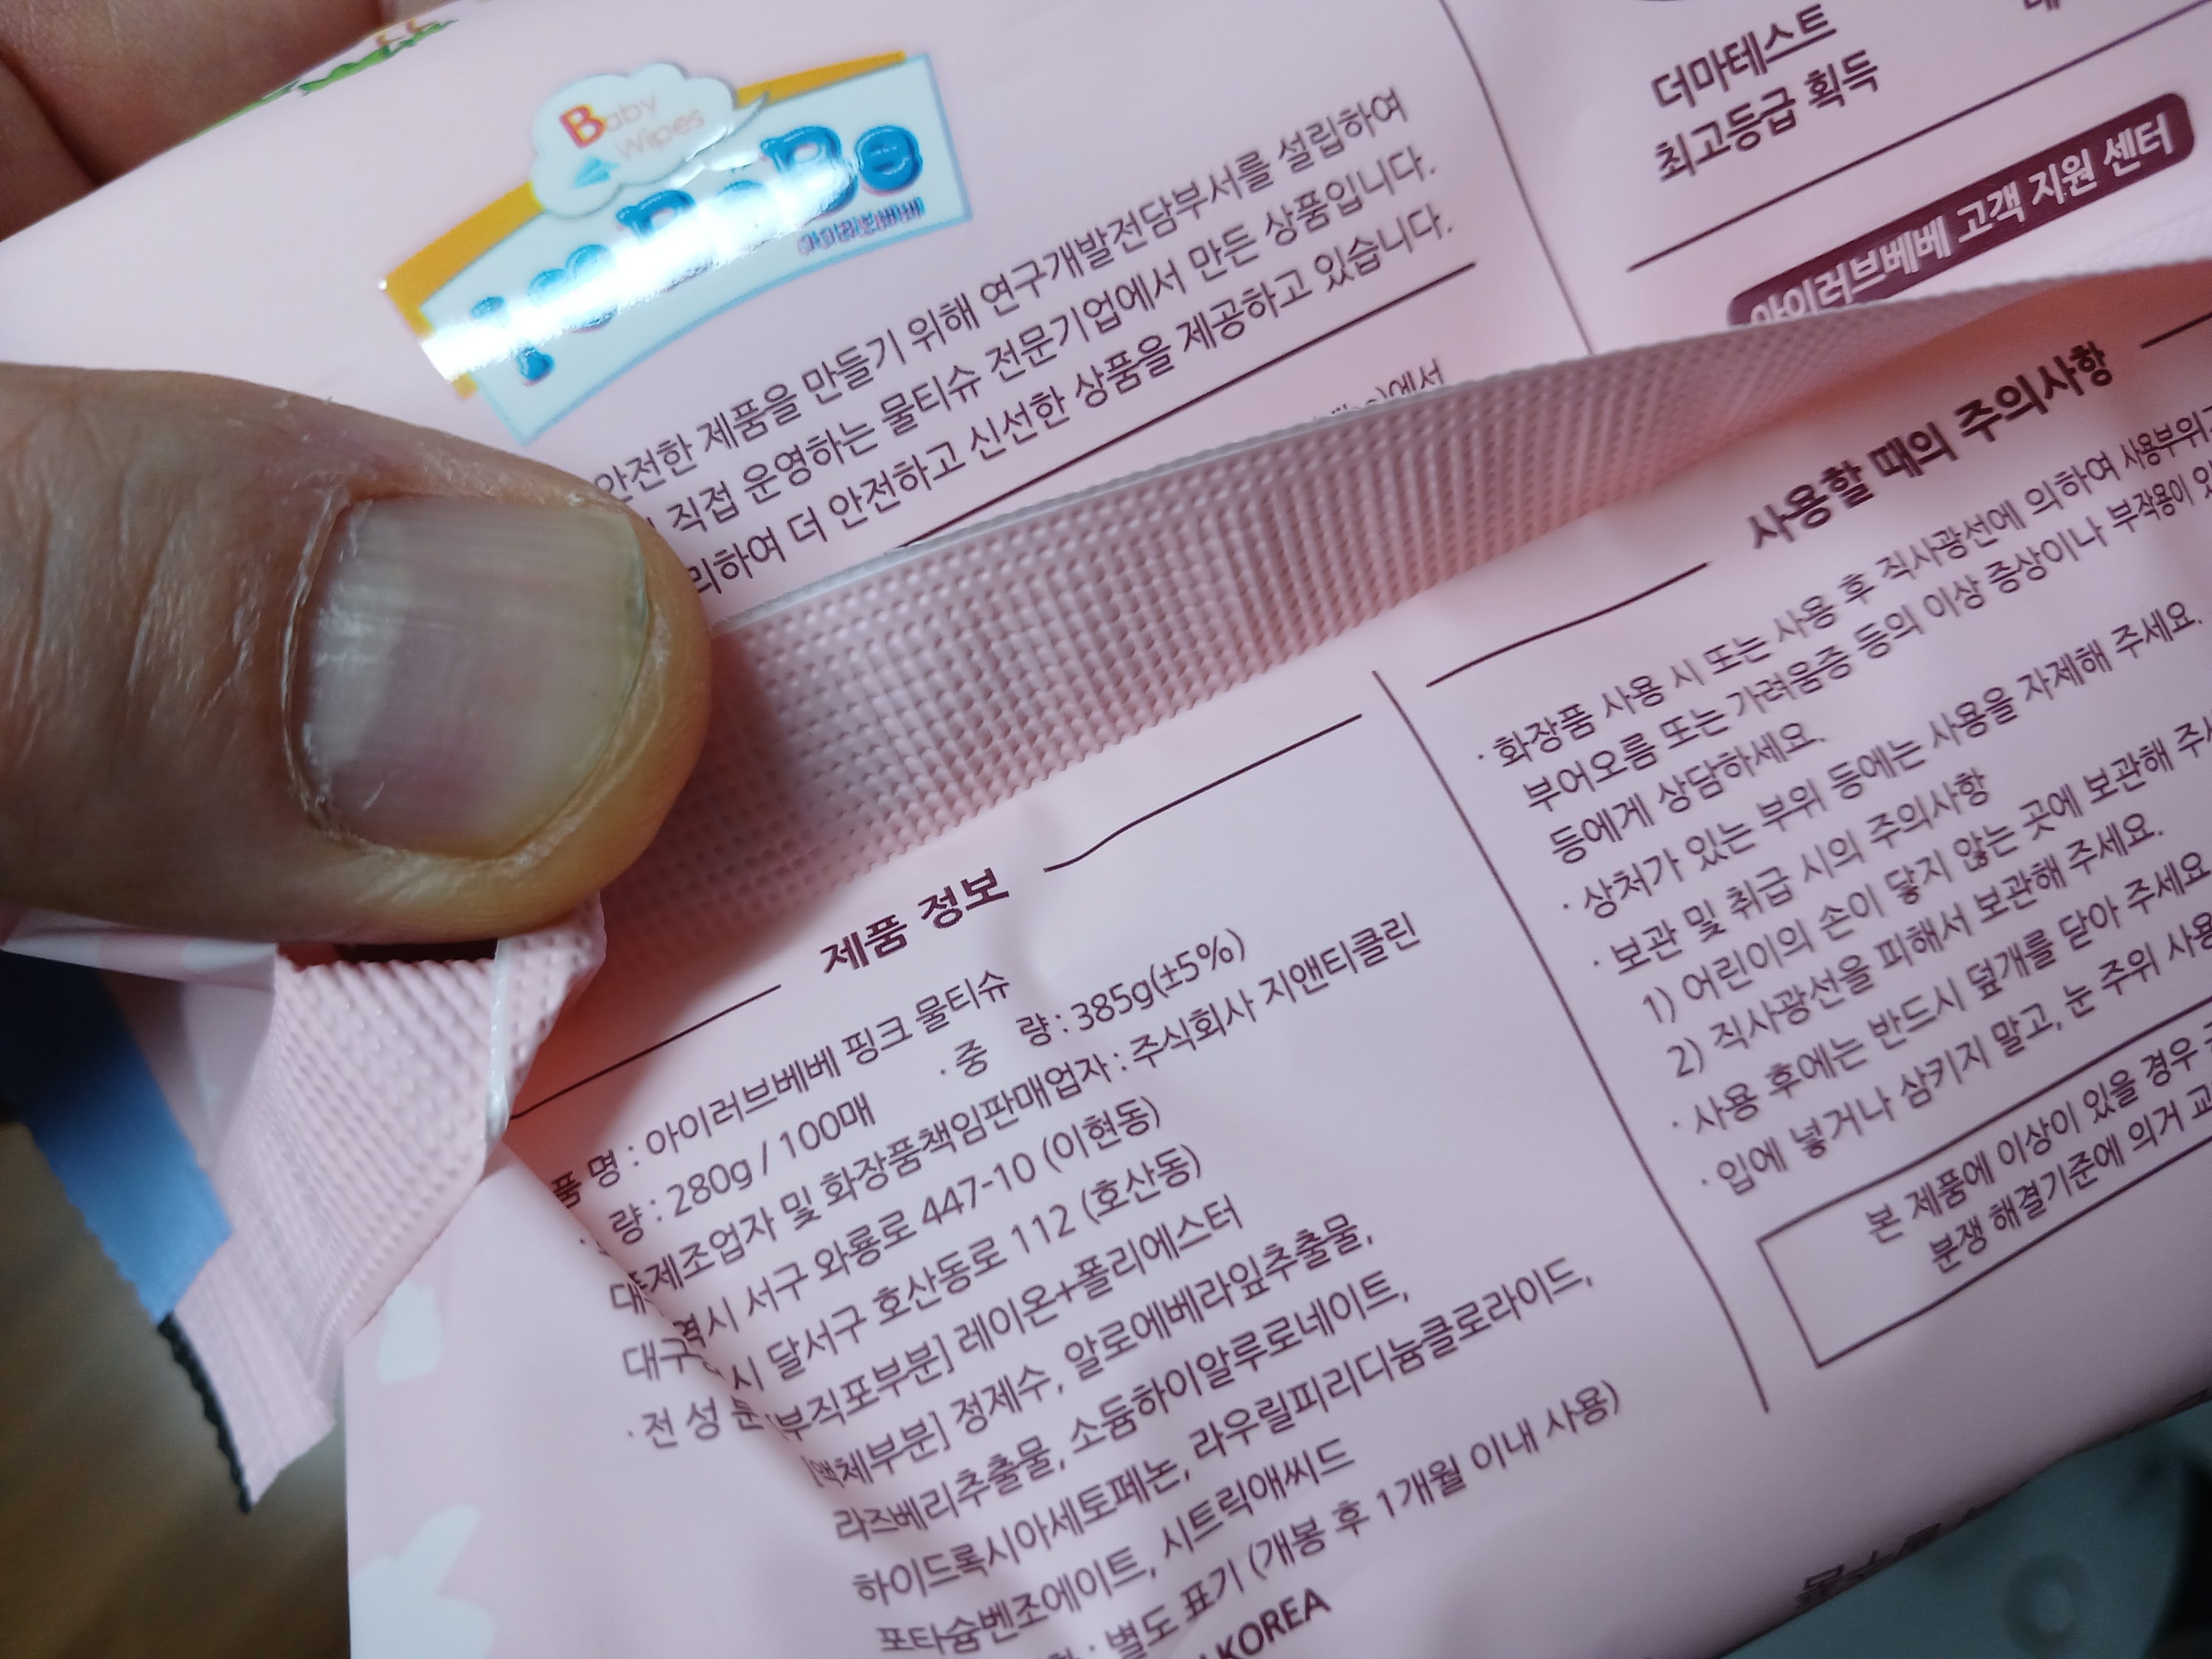 Baby
Wipes
아이러브베베
안전한 제품을 만들기 위해 연구개발전담부서를 설립하여
직접 운영하는 물티슈 전문기업에서 만든 상품입니다.
리하여 더 안전하고 신선한 상품을 제공하고 있습니다.
에서
더마테스트
최고등급 획득
아이러브베베 고객 지원 센터
제품 정보
품 명 : 아이러브베베 핑크 물티슈
량 : 280g / 100매 · 중 량 : 385g(±5%)
제조업자 및 화장품책임판매업자 : 주식회사 지앤티클린
대 역시 서구 와룡로 447-10 (이현동)
대구 시 달서구 호산동로 112 (호산동)
· 전 성 분 [부직포부분] 레이온+폴리에스터
[액체부분] 정제수, 알로에베라잎추출물,
라즈베리추출물, 소듐하이알루로네이트,
하이드록시아세토페논, 라우릴피리디늄클로라이드,
포타슘벤조에이트, 시트릭애씨드
: 별도 표기 (개봉 후 1개월 이내 사용)
KOREA
사용할 때의 주의사항
· 화장품 사용 시 또는 사용 후 직사광선에 의하여 사용부위
부어오름 또는 가려움증 등의 이상 증상이나 부작용이
등에게 상담하세요.
· 상처가 있는 부위 등에는 사용을 자제해 주세요.
· 보관 및 취급 시의 주의사항
1) 어린이의 손이 닿지 않는 곳에 보관해
2) 직사광선을 피해서 보관해 주세요.
· 사용 후에는 반드시 덮개를 닫아 주세요
· 입에 넣거나 삼키지 말고, 눈 주위
본 제품에 이상이 있을 경우
분쟁 해결기준에 의거